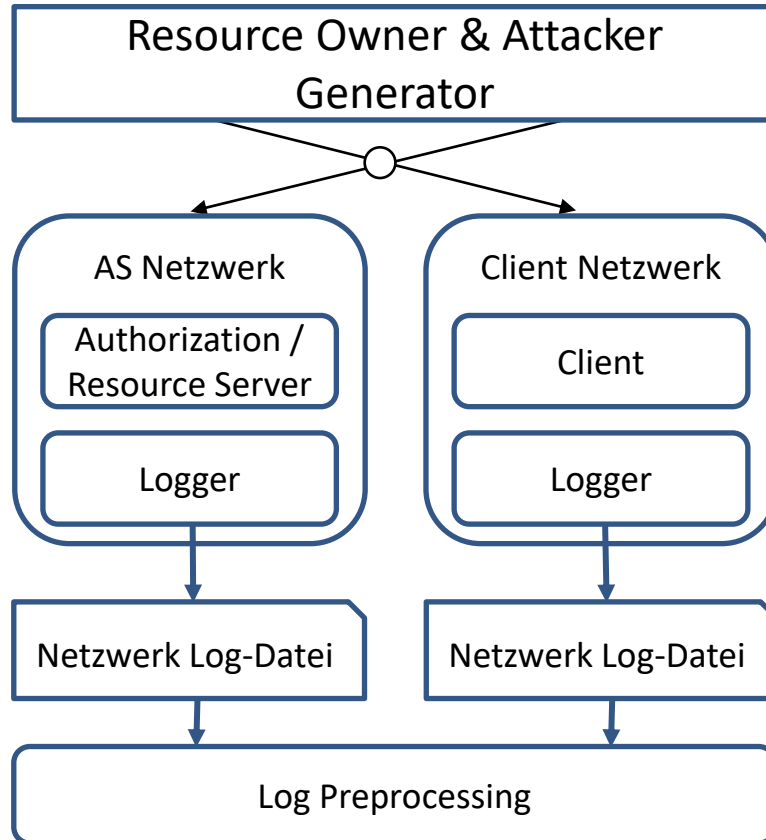 Resource Owner & Attacker
Generator
AS Netzwerk
Authorization /
Resource Server
Logger
Client Netzwerk
Client
Logger
Netzwerk Log-Datei
Netzwerk Log-Datei
Log Preprocessing